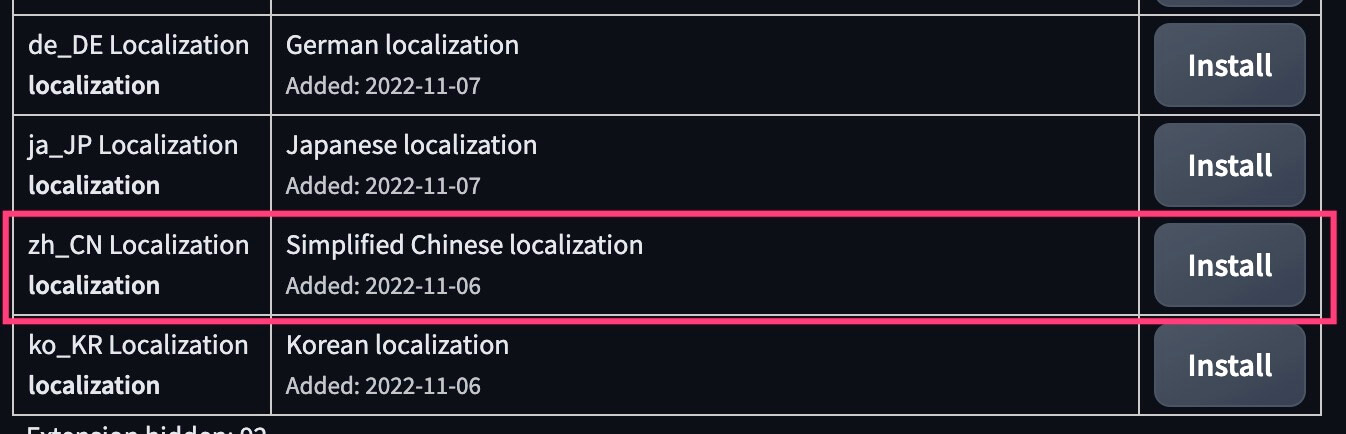 de_DE Localization
German localization
Install
localization
Added: 2022-11-07
ja_JP Localization
Japanese localization
Install
localization
Added: 2022-11-07
zh_CN Localization
Simplified Chinese localization
Install
localization
Added: 2022-11-06
ko_KR Localization
Korean localization
Install
localization
Added: 2022-11-06
Extension hidden: